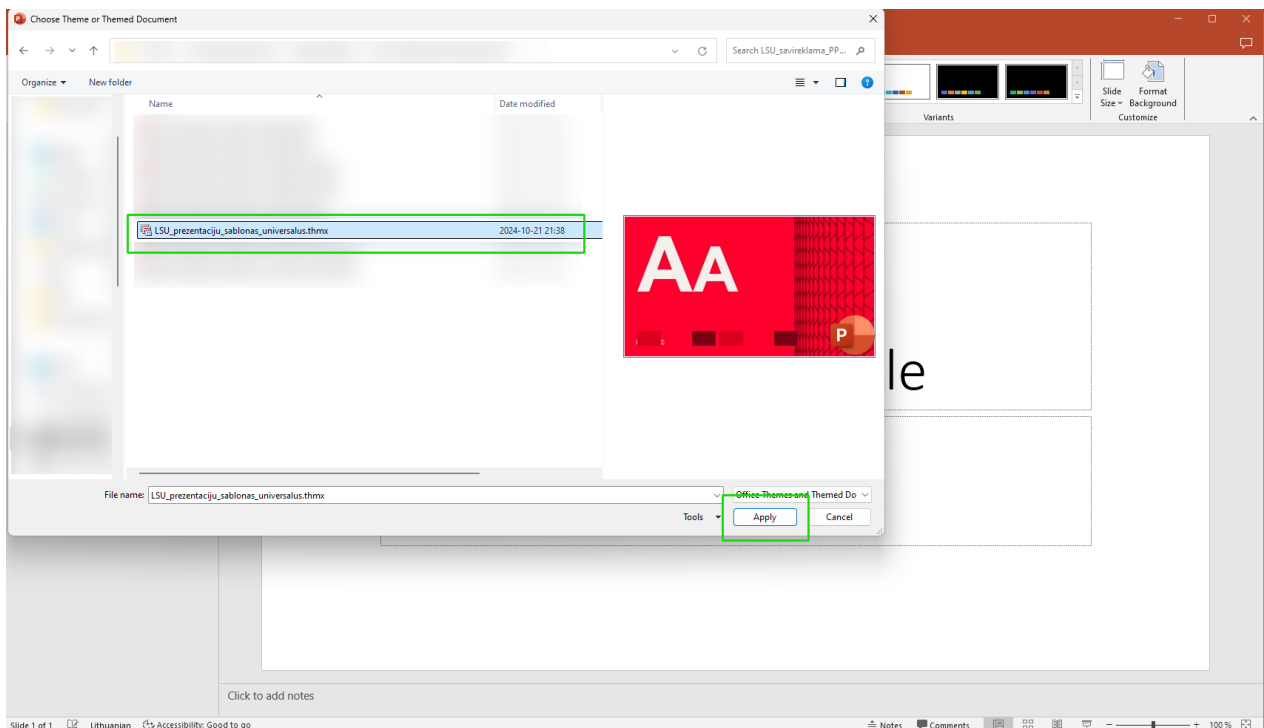 Choose Theme or Themed Document
Search LSU_savireklama_PP...
Organize
New folder
Name
Date modified
LSU_prezentaciju_sablonas_universalus.thmx
2024-10-21 21:38
AA
P
File name:
LSU_prezentaciju_sablonas_universalus.thmx
Office Themes and Themed Do
Tools
Apply
Cancel
Variants
Slide
Size
Format
Background
Customize
le
Click to add notes
Slide 1 of 1
Lithuanian
Accessibility: Good to go
Notes
Comments
100 %